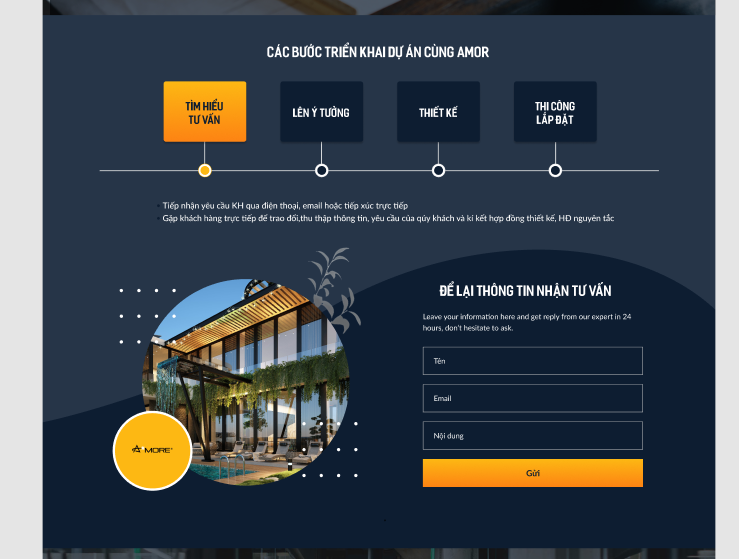 CÁC BƯỚC TRIỂN KHAI DỰ ÁN CÙNG AMOR
TÌM HIỂU
TƯ VẤN
LÊN Ý TƯỞNG
THIẾT KẾ
THI CÔNG
LẮP ĐẶT
- Tiếp nhận yêu cầu KH qua điện thoại, email hoặc tiếp xúc trực tiếp
- Gặp khách hàng trực tiếp để trao đổi,thu thập thông tin, yêu cầu của qúy khách và kí kết hợp đồng thiết kế, HĐ nguyên tắc
ĐỂ LẠI THÔNG TIN NHẬN TƯ VẤN
Leave your information here and get reply from our expert in 24
hours, don't hesitate to ask.
Tên
Email
Nội dung
Gửi
A+MORE